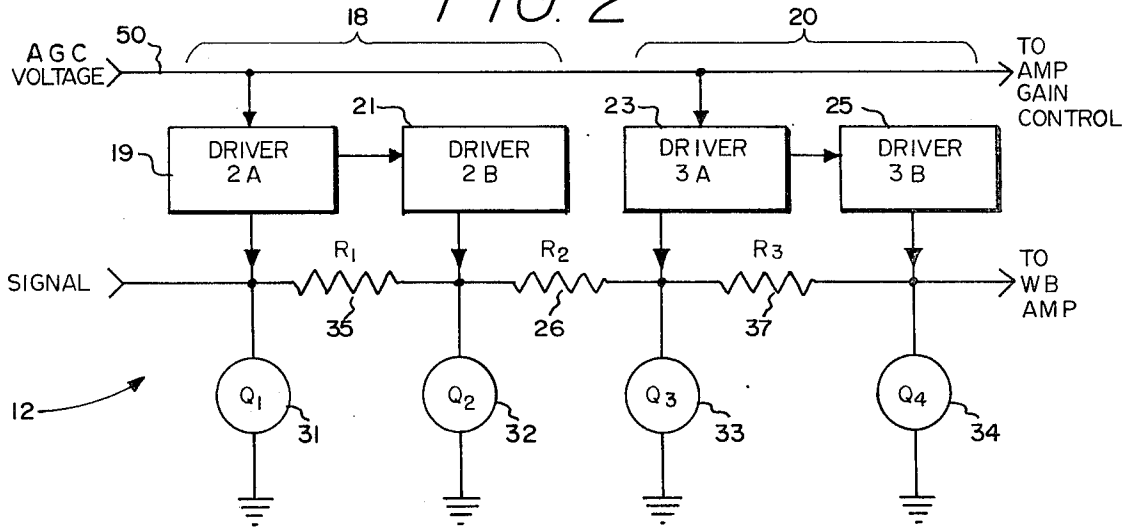 FIG. 2
18
20
AGC
VOLTAGE
50
TO
AMP
GAIN
CONTROL
19
21
23
25
DRIVER
2A
DRIVER
2B
DRIVER
3A
DRIVER
3B
SIGNAL
R1
35
R2
26
R3
37
TO
WB
AMP
12
Q1
31
Q2
32
Q3
33
Q4
34